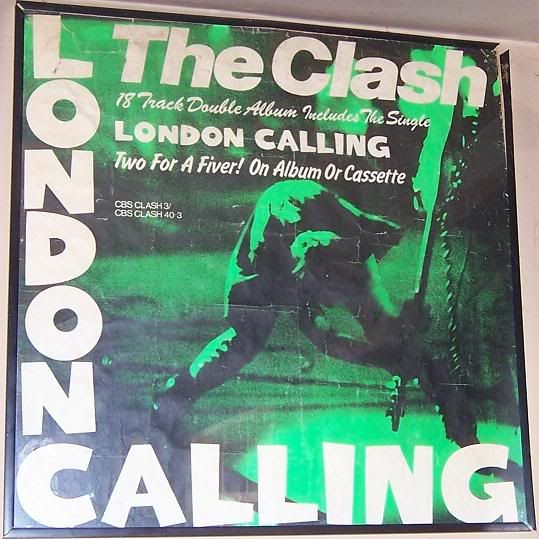 The Clash
18 Track Double Album Includes The Single
LONDON CALLING
Two For A Fiver! On Album Or Cassette
CBS CLASH 3/
CBS CLASH 40-3
LONDON
CALLING